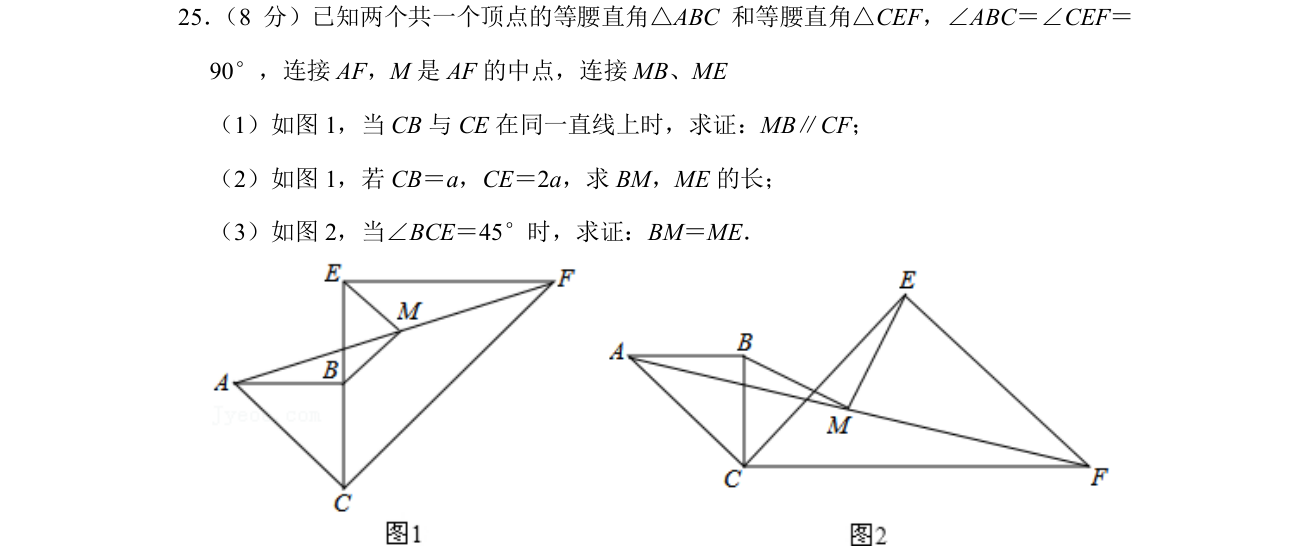 25.（8 分）已知两个共一个顶点的等腰直角△ABC 和等腰直角△CEF，∠ABC＝∠CEF＝
90°，连接 AF，M 是 AF 的中点，连接 MB、ME
（1）如图 1，当 CB 与 CE 在同一直线上时，求证：MB∥CF；
（2）如图 1，若 CB＝a，CE＝2a，求 BM，ME 的长；
（3）如图 2，当∠BCE＝45°时，求证：BM＝ME．
E
F
M
A
B
C
图1
E
A
B
M
C
F
图2